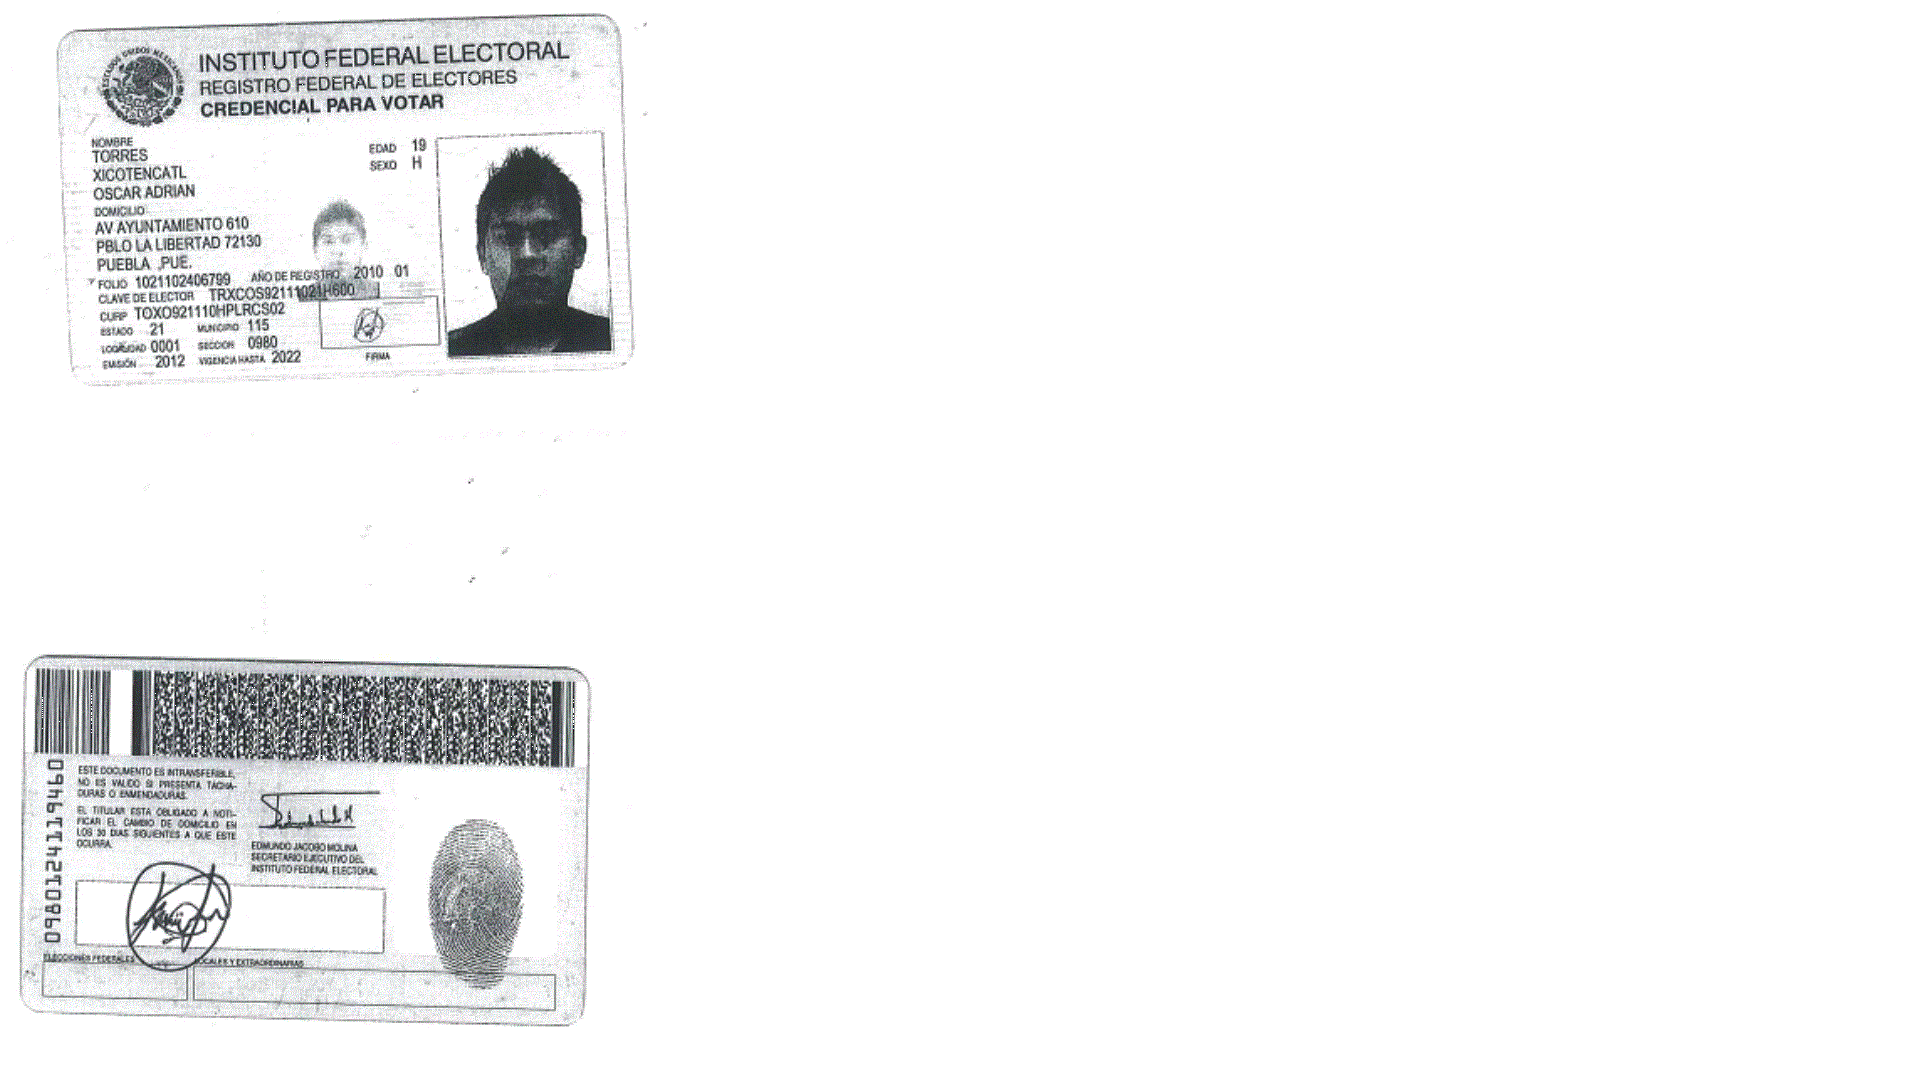 ESTADOS UNIDOS MEXICANOS
INSTITUTO FEDERAL ELECTORAL
REGISTRO FEDERAL DE ELECTORES
CREDENCIAL PARA VOTAR
NOMBRE
TORRES
XICOTENCATL
OSCAR ADRIAN
EDAD 19
SEXO H
DOMICILIO
AV AYUNTAMIENTO 610
PBLO LA LIBERTAD 72130
PUEBLA ,PUE.
FOLIO 1021102406799 AÑO DE REGISTRO 2010 01
CLAVE DE ELECTOR TRXCOS92111021H600
CURP TOXO921110HPLRCS02
ESTADO 21 MUNICIPIO 115
LOCALIDAD 0001 SECCION 0980
EMISIÓN 2012 VIGENCIA HASTA 2022
FIRMA
0980124119460
ESTE DOCUMENTO ES INTRANSFERIBLE,
NO ES VALIDO SI PRESENTA TACHA-
DURAS O ENMENDADURAS.
EL TITULAR ESTA OBLIGADO A NOTI-
FICAR EL CAMBIO DE DOMICILIO EN
LOS 30 DIAS SIGUIENTES A QUE ESTE
OCURRA.
EDMUNDO JACOBO MOLINA
SECRETARIO EJECUTIVO DEL
INSTITUTO FEDERAL ELECTORAL
ELECCIONES FEDERALES
LOCALES Y EXTRAORDINARIAS